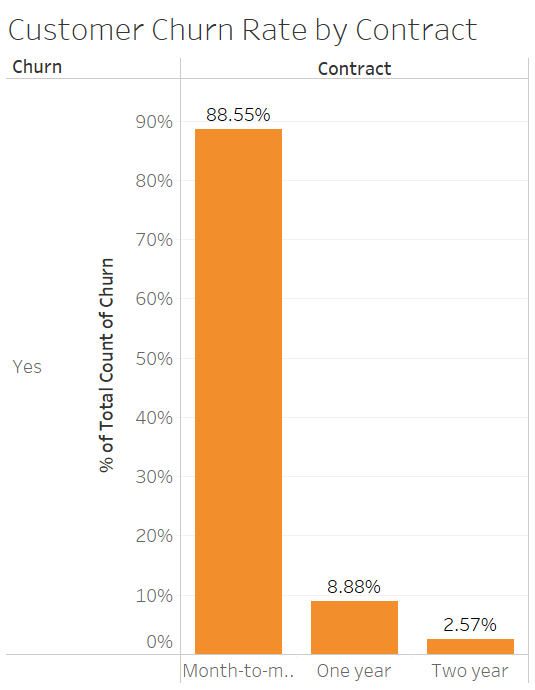 Customer Churn Rate by Contract
Churn
Contract
88.55%
90%
80%
70%
60%
% of Total Count of Churn
Yes
50%
40%
30%
20%
8.88%
10%
2.57%
0%
Month-to-m.. One year Two year